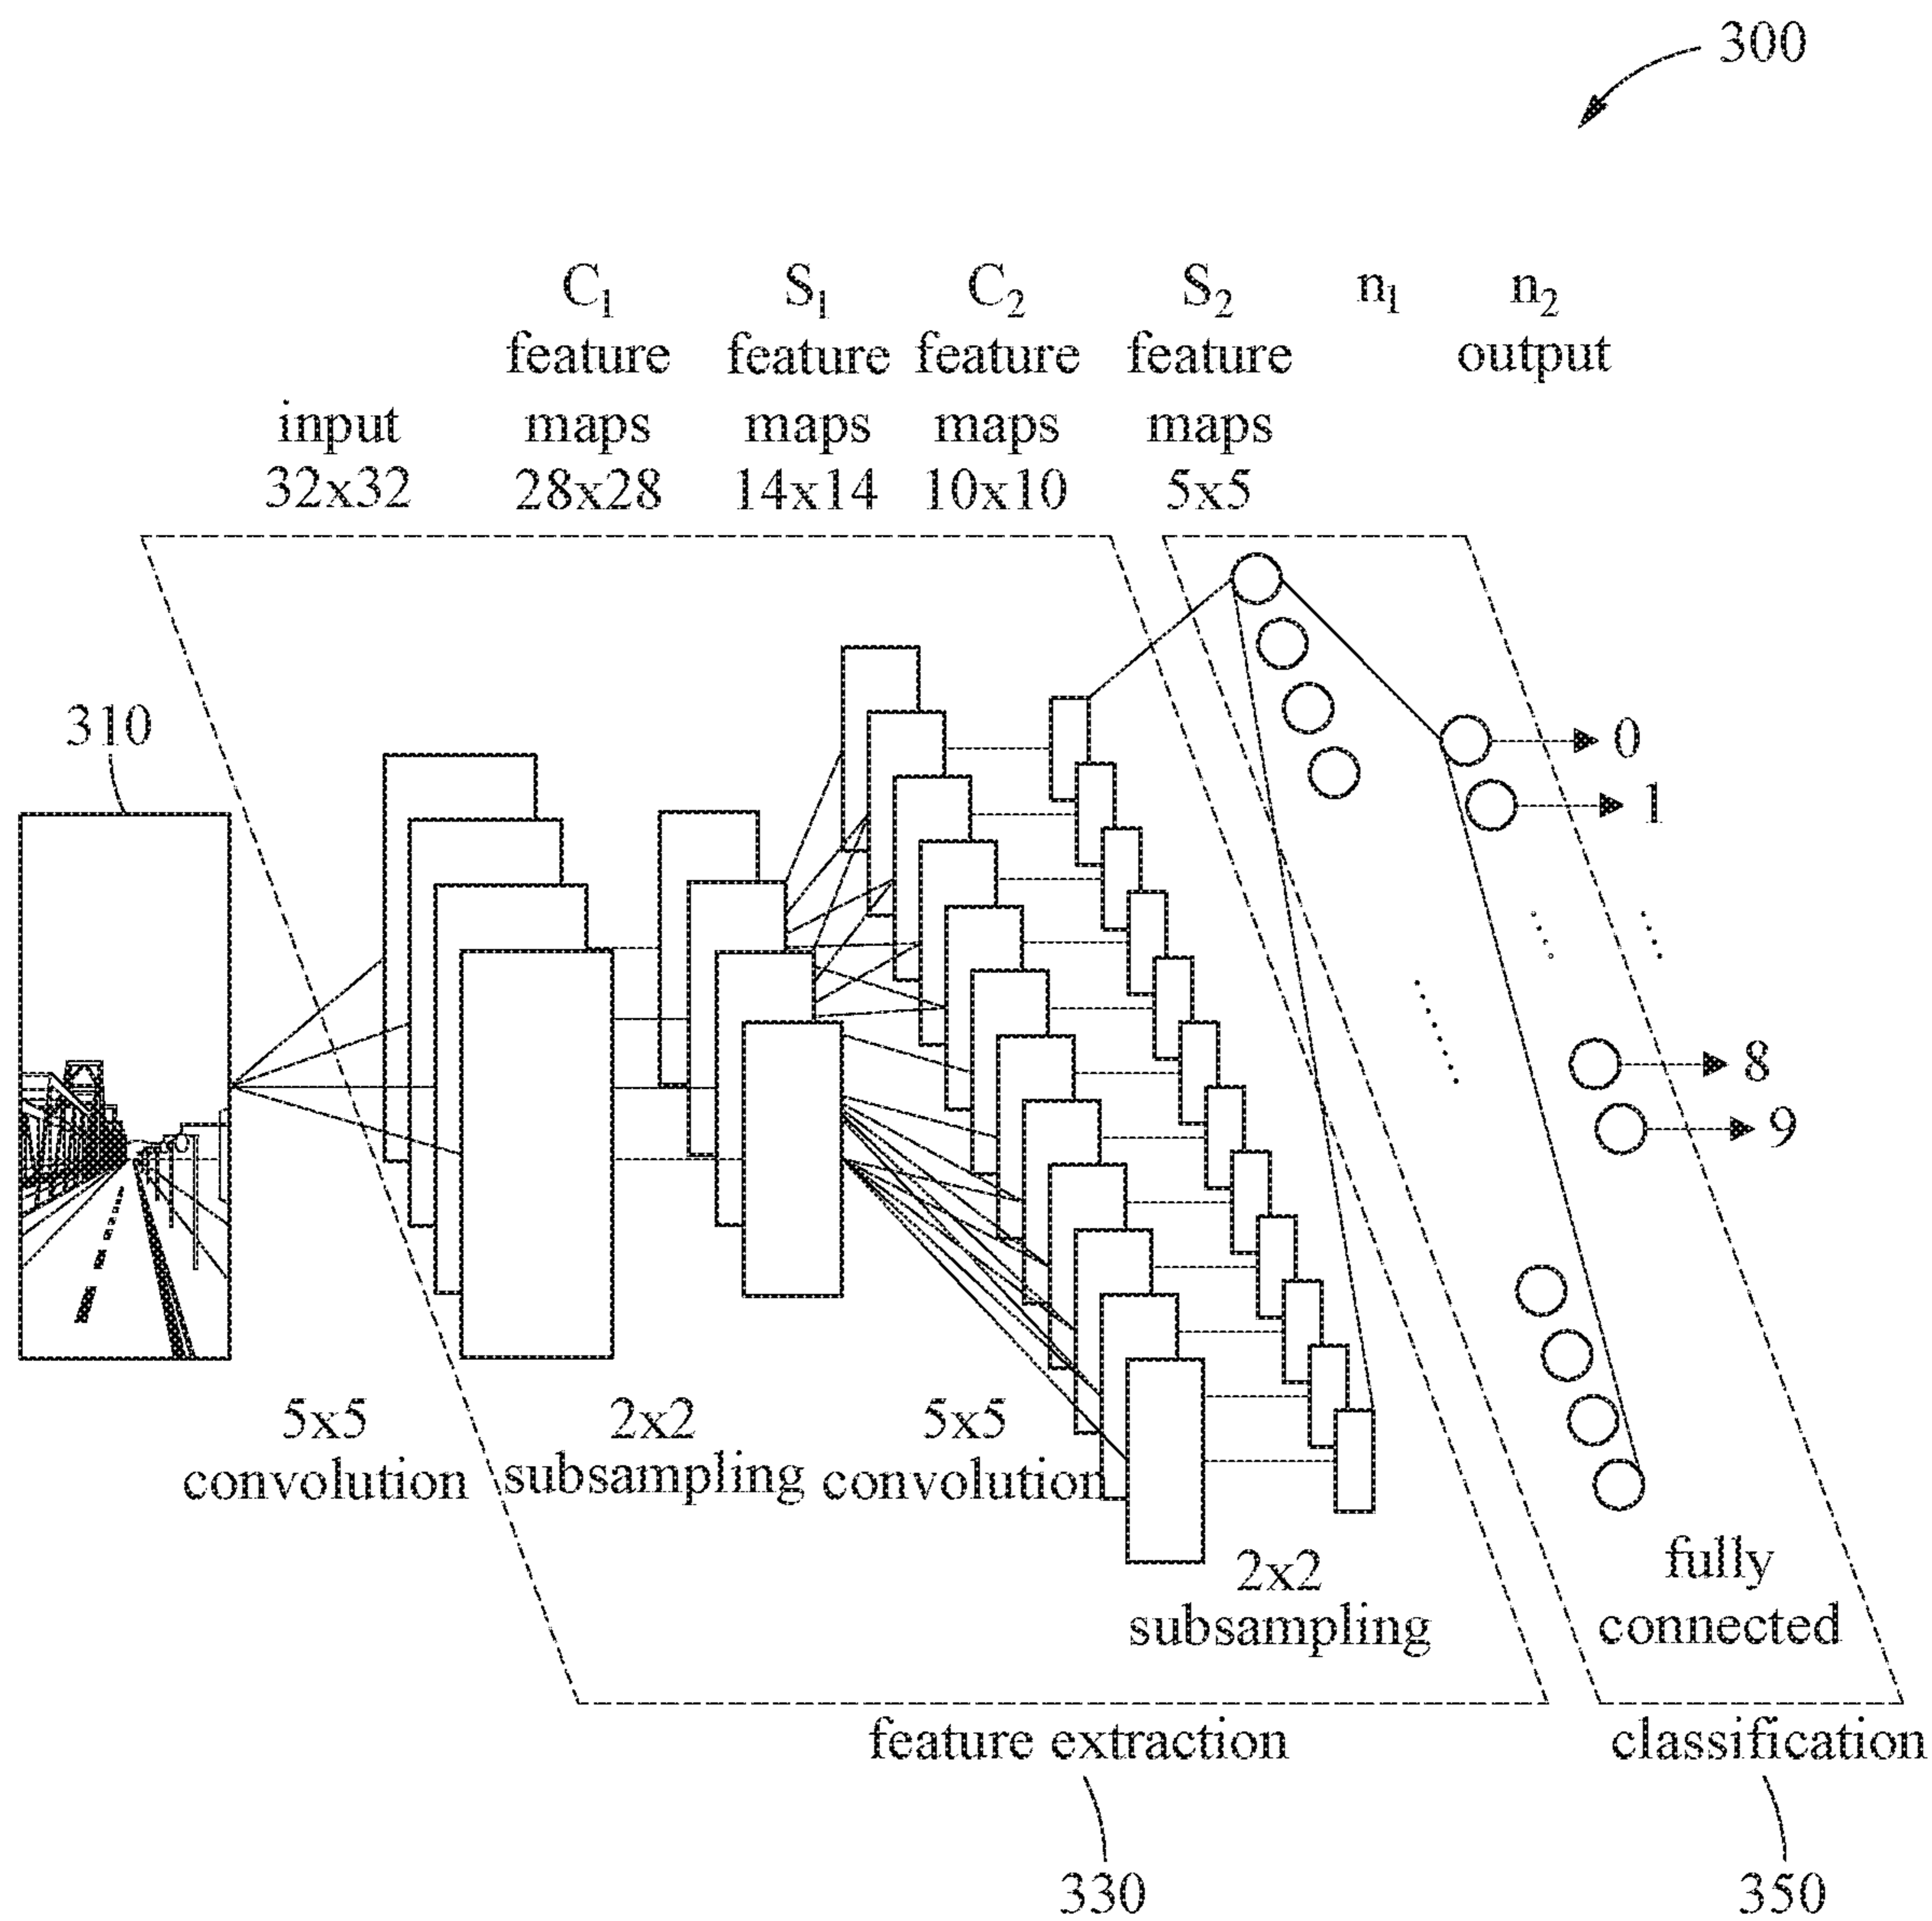 300
C1
feature
maps
28x28
S1
feature
maps
14x14
C2
feature
maps
10x10
S2
feature
maps
5x5
n1
n2
output
input
32x32
310
0
1
8
9
5x5
convolution
2x2
subsampling
5x5
convolution
2x2
subsampling
fully
connected
feature extraction
classification
330
350